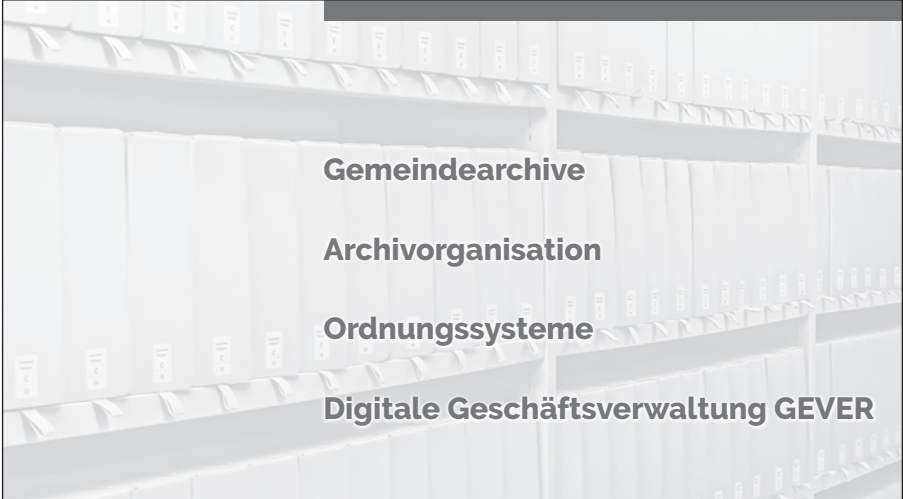 Gemeindearchive
Archivorganisation
Ordnungssysteme
Digitale Geschäftsverwaltung GEVER